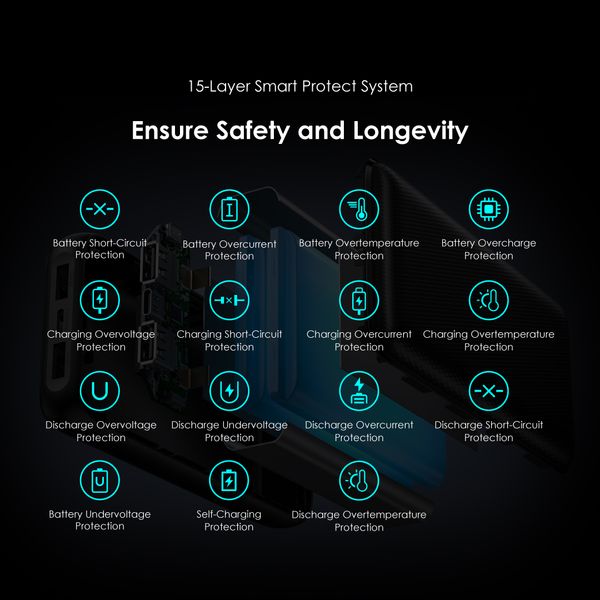 15-Layer Smart Protect System
Ensure Safety and Longevity
Battery Short-Circuit
Protection
Battery Overcurrent
Protection
Battery Overtemperature
Protection
Battery Overcharge
Protection
Charging Overvoltage
Protection
Charging Short-Circuit
Protection
Charging Overcurrent
Protection
Charging Overtemperature
Protection
Discharge Overvoltage
Protection
Discharge Undervoltage
Protection
Discharge Overcurrent
Protection
Discharge Short-Circuit
Protection
Battery Undervoltage
Protection
Self-Charging
Protection
Discharge Overtemperature
Protection